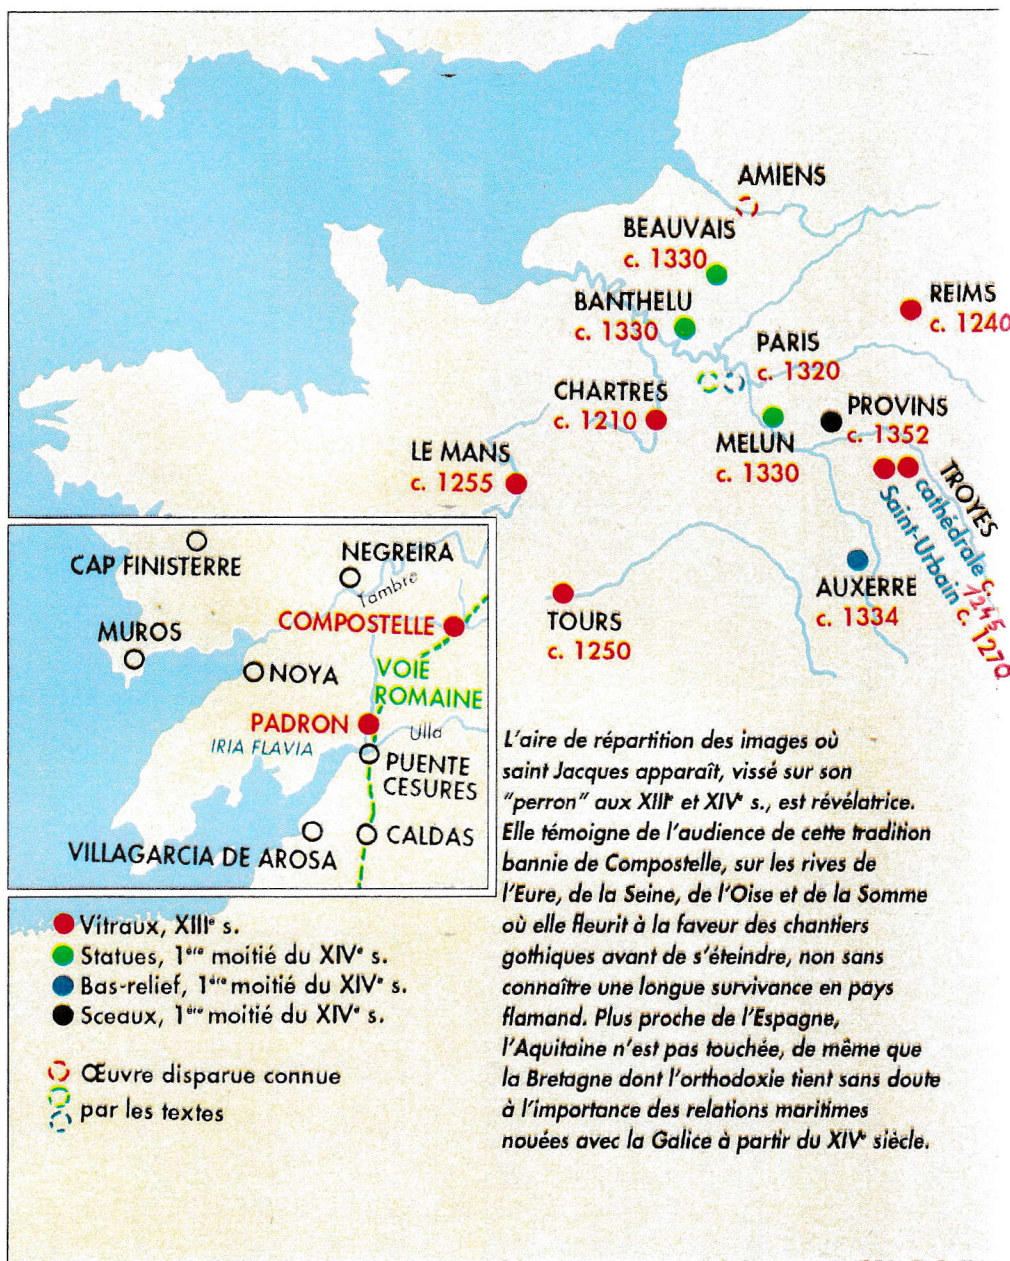 AMIENS
BEAUVAIS
c. 1330
BANTHELU
c. 1330
REIMS
c. 1240
PARIS
c. 1320
CHARTRES
c. 1210
PROVINS
c. 1352
MELUN
c. 1330
LE MANS
c. 1255
TROYES
cathédrale c. 1245
Saint-Urbain c. 1270
AUXERRE
c. 1334
TOURS
c. 1250
CAP FINISTERRE
NEGREIRA
Tambre
COMPOSTELLE
MUROS
NOYA
VOIE
ROMAINE
PADRON
IRIA FLAVIA
Ulla
PUENTE
CESURES
CALDAS
VILLAGARCIA DE AROSA
Vitraux, XIIIᵉ s.
Statues, 1ᵉʳᵉ moitié du XIVᵉ s.
Bas-relief, 1ᵉʳᵉ moitié du XIVᵉ s.
Sceaux, 1ᵉʳᵉ moitié du XIVᵉ s.
Œuvre disparue connue
par les textes
L'aire de répartition des images où
saint Jacques apparaît, vissé sur son
"perron" aux XIIIᵉ et XIVᵉ s., est révélatrice.
Elle témoigne de l'audience de cette tradition
bannie de Compostelle, sur les rives de
l'Eure, de la Seine, de l'Oise et de la Somme
où elle fleurit à la faveur des chantiers
gothiques avant de s'éteindre, non sans
connaître une longue survivance en pays
flamand. Plus proche de l'Espagne,
l'Aquitaine n'est pas touchée, de même que
la Bretagne dont l'orthodoxie tient sans doute
à l'importance des relations maritimes
nouées avec la Galice à partir du XIVᵉ siècle.